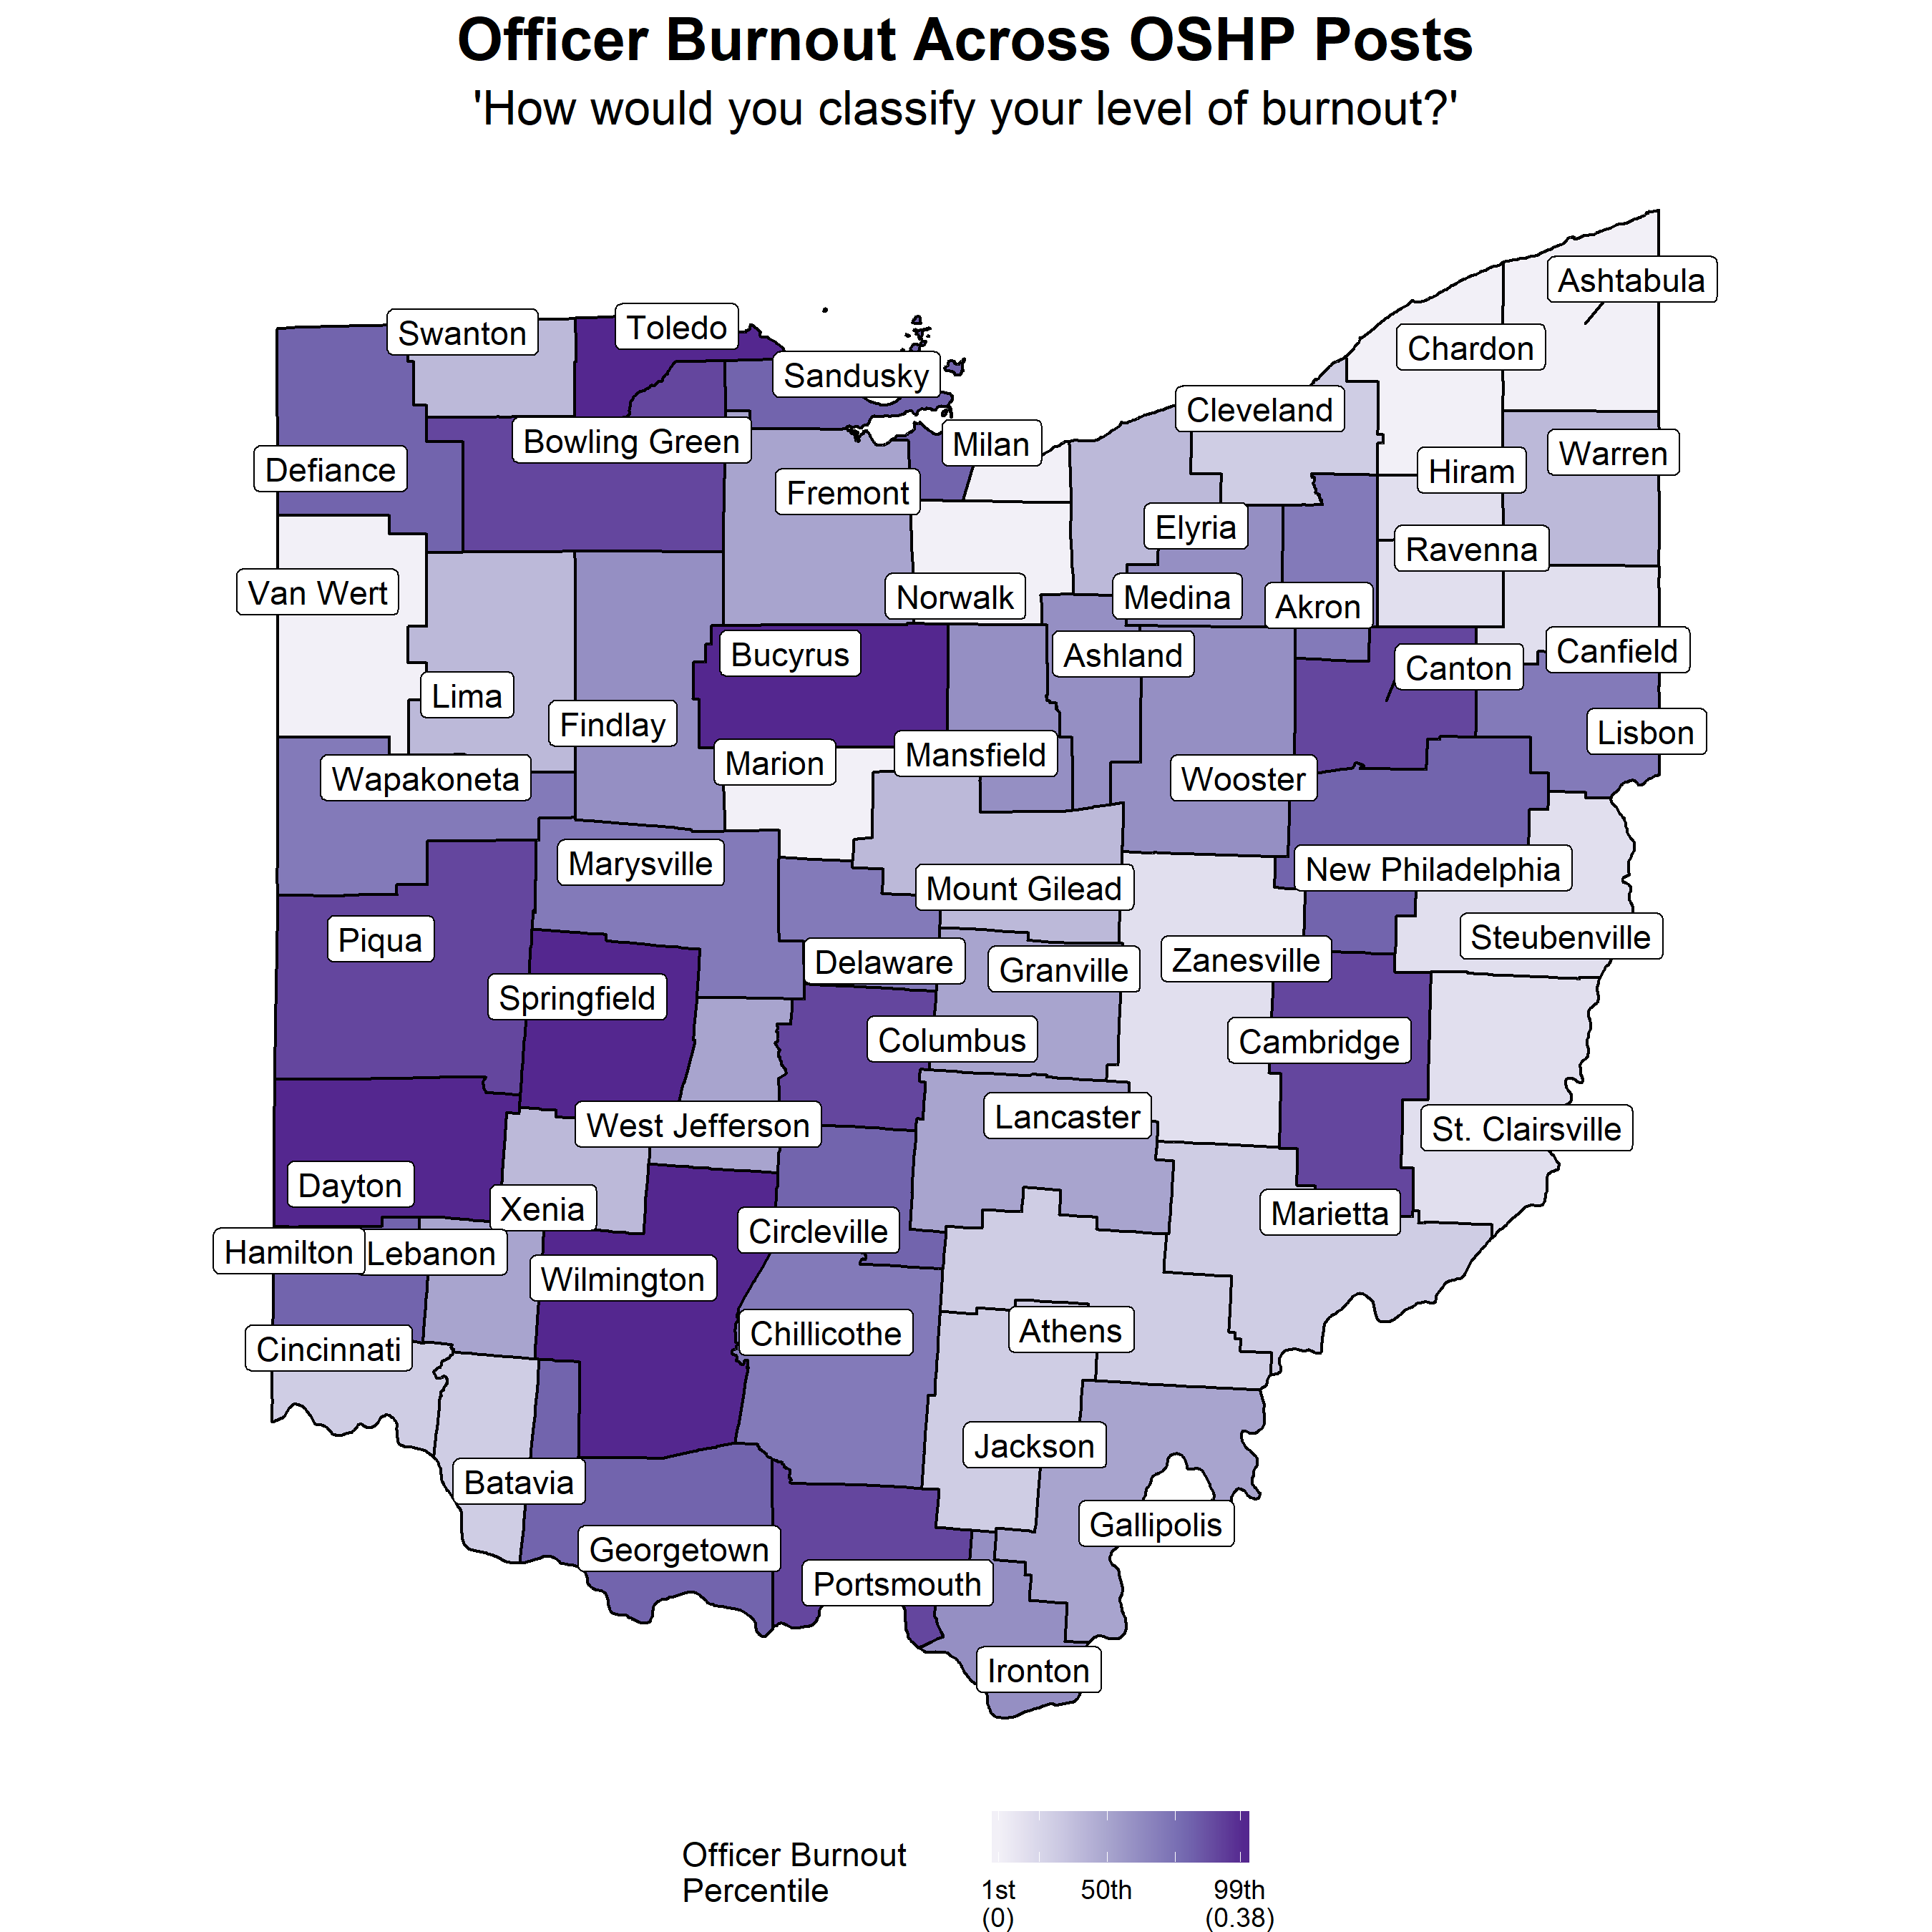 Officer Burnout Across OSHP Posts
'How would you classify your level of burnout?'
Ashtabula
Swanton
Toledo
Chardon
Sandusky
Cleveland
Bowling Green
Milan
Warren
Defiance
Hiram
Fremont
Elyria
Ravenna
Van Wert
Norwalk
Medina
Akron
Bucyrus
Ashland
Canfield
Canton
Lima
Findlay
Lisbon
Marion
Mansfield
Wapakoneta
Wooster
Marysville
New Philadelphia
Mount Gilead
Piqua
Steubenville
Delaware
Granville
Zanesville
Springfield
Columbus
Cambridge
Lancaster
West Jefferson
St. Clairsville
Dayton
Xenia
Marietta
Circleville
Hamilton
Lebanon
Wilmington
Chillicothe
Athens
Cincinnati
Jackson
Batavia
Gallipolis
Georgetown
Portsmouth
Ironton
Officer Burnout
Percentile
1st
(0)
50th
99th
(0.38)